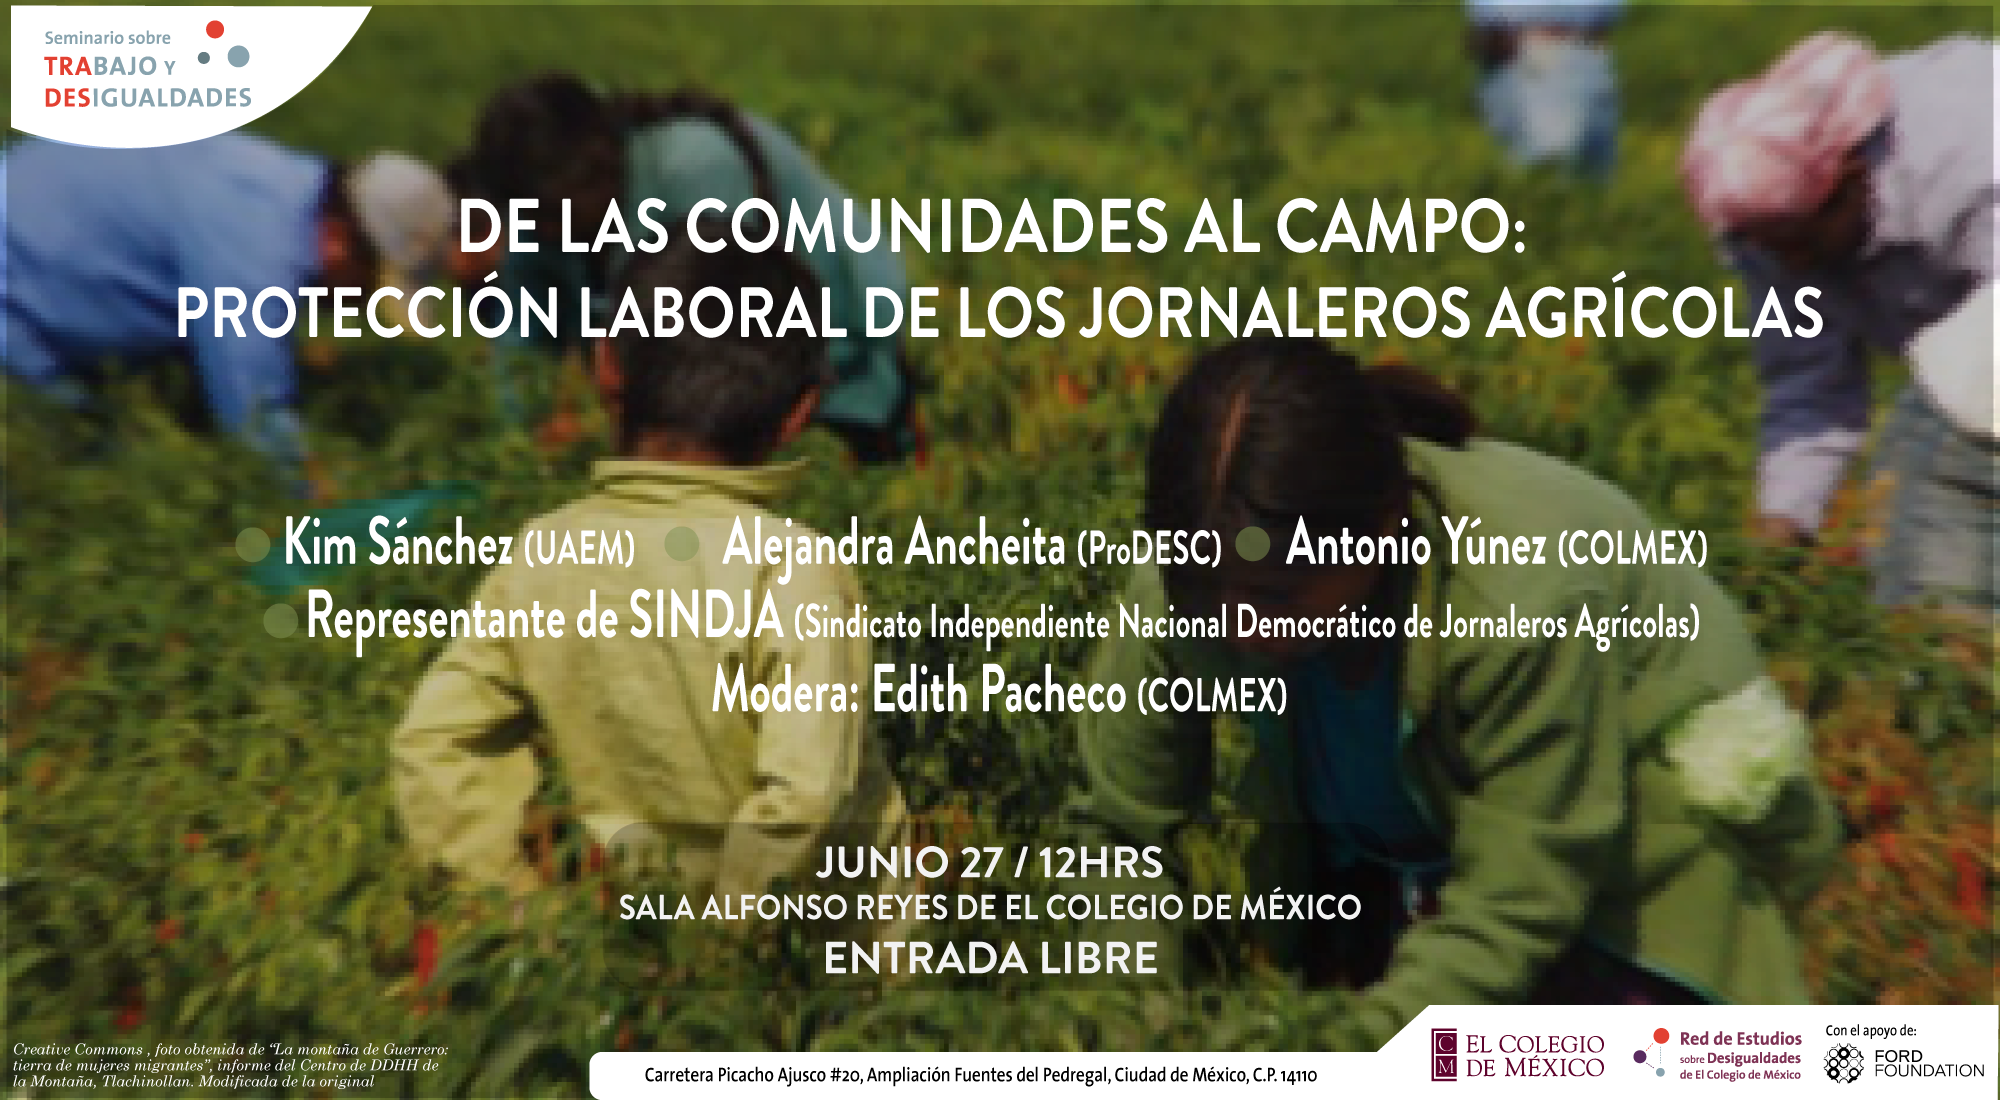 Seminario sobre
TRABAJO Y
DESIGUALDADES
DE LAS COMUNIDADES AL CAMPO:
PROTECCIÓN LABORAL DE LOS JORNALEROS AGRÍCOLAS
Kim Sánchez (UAEM) Alejandra Ancheita (ProDESC) Antonio Yúnez (COLMEX)
Representante de SINDJA (Sindicato Independiente Nacional Democrático de Jornaleros Agrícolas)
Modera: Edith Pacheco (COLMEX)
JUNIO 27 / 12HRS
SALA ALFONSO REYES DE EL COLEGIO DE MÉXICO
ENTRADA LIBRE
Creative Commons , foto obtenida de “La montaña de Guerrero:
tierra de mujeres migrantes”, informe del Centro de DDHH de
la Montaña, Tlachinollan. Modificada de la original
Carretera Picacho Ajusco #20, Ampliación Fuentes del Pedregal, Ciudad de México, C.P. 14110
C
M
EL COLEGIO
DE MÉXICO
Red de Estudios
sobre Desigualdades
de El Colegio de México
Con el apoyo de:
FORD
FOUNDATION